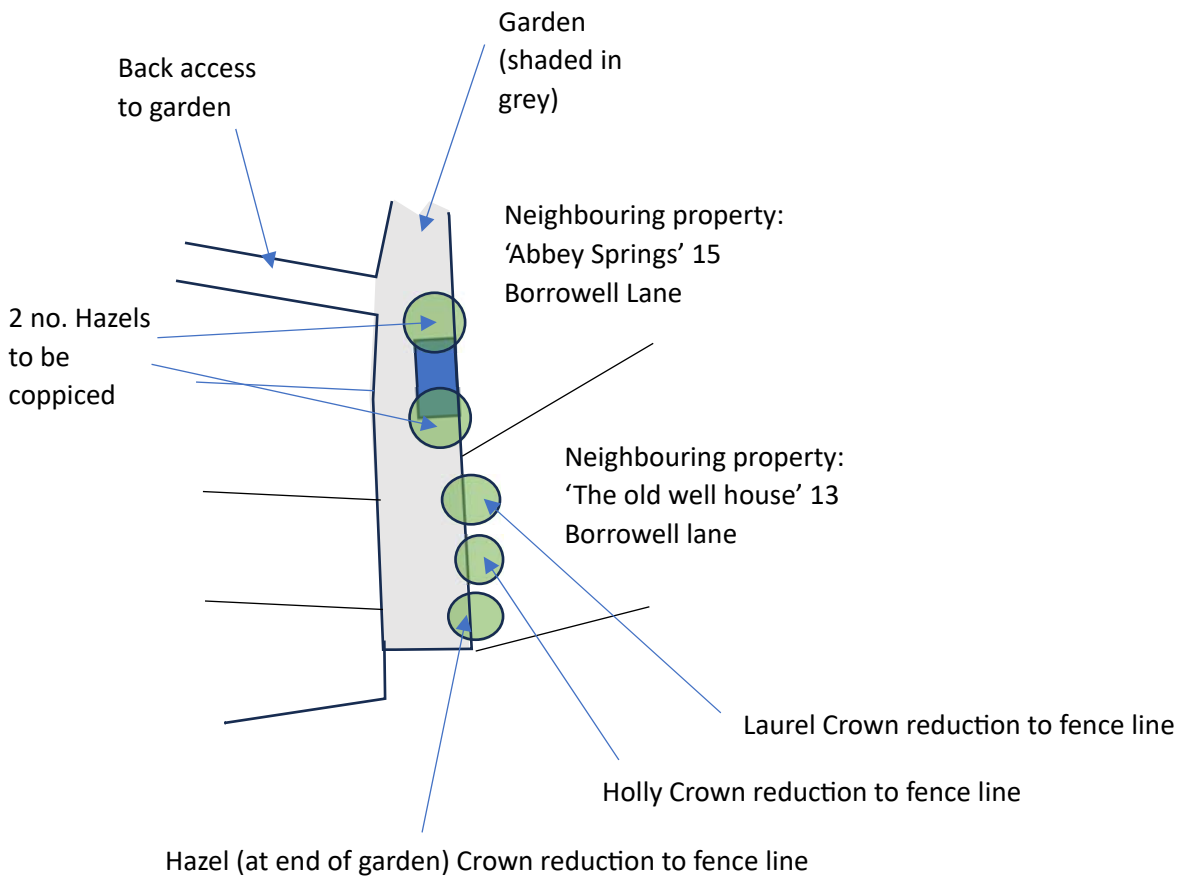 Garden
(shaded in
grey)
Back access
to garden
Neighbouring property:
‘Abbey Springs’ 15
Borrowell Lane
2 no. Hazels
to be
coppiced
Neighbouring property:
‘The old well house’ 13
Borrowell lane
Laurel Crown reduction to fence line
Holly Crown reduction to fence line
Hazel (at end of garden) Crown reduction to fence line